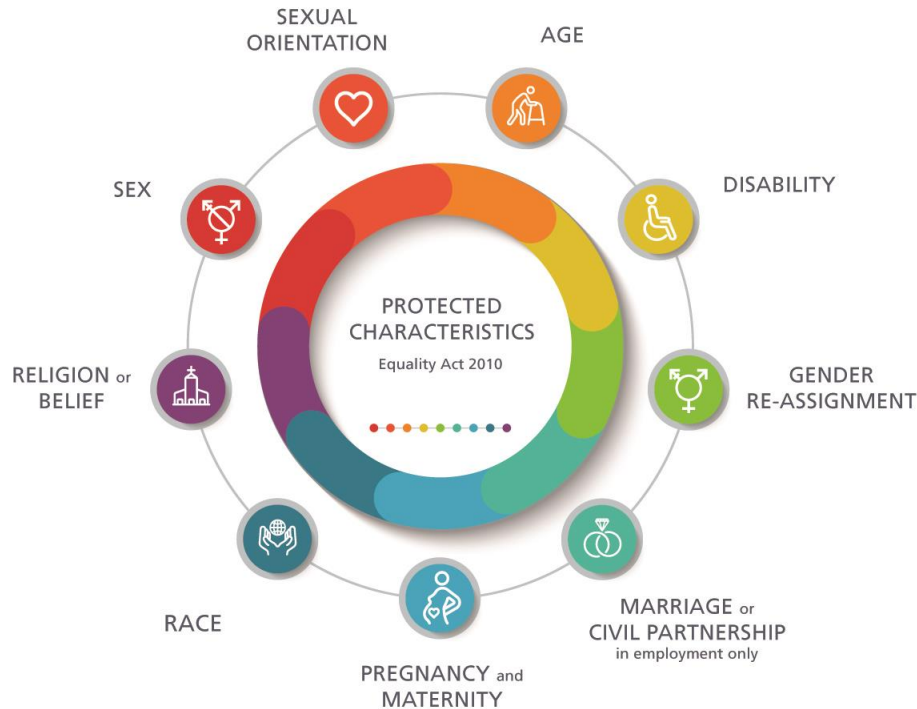 SEXUAL
ORIENTATION
AGE
SEX
DISABILITY
PROTECTED
CHARACTERISTICS
Equality Act 2010
RELIGION or
BELIEF
GENDER
RE-ASSIGNMENT
RACE
MARRIAGE or
CIVIL PARTNERSHIP
in employment only
PREGNANCY and
MATERNITY